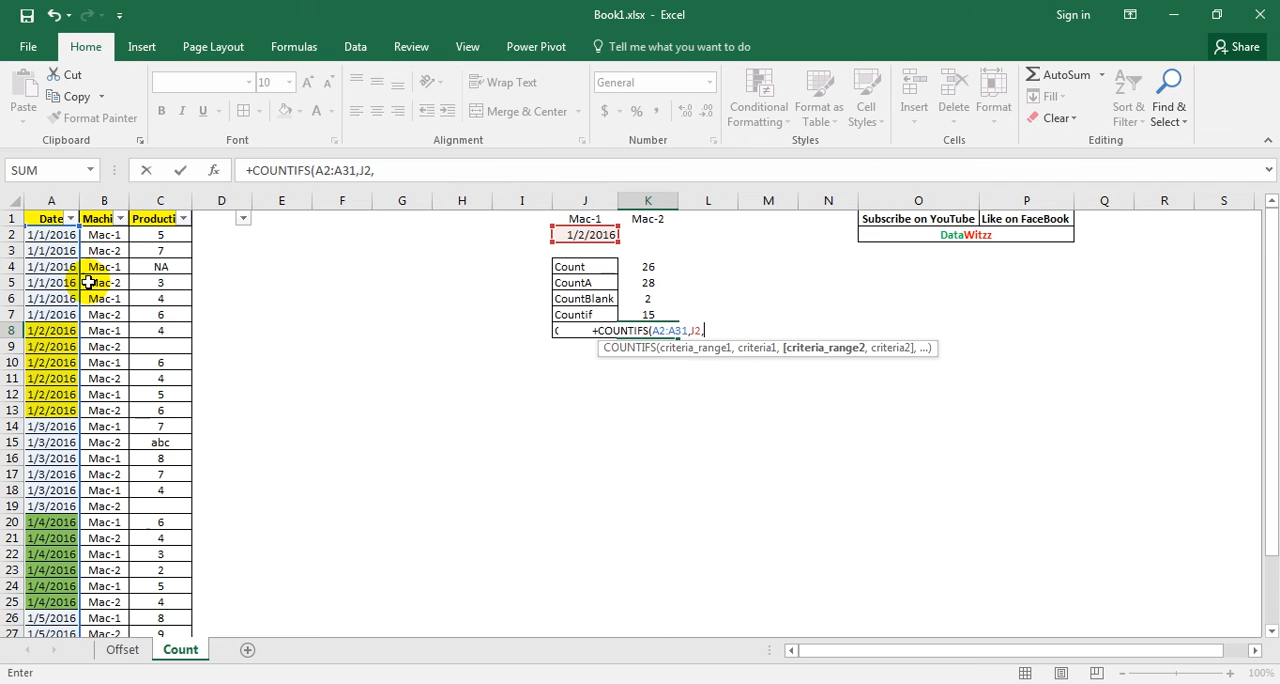 Book1.xlsx - Excel
Sign in
File Home Insert Page Layout Formulas Data Review View Power Pivot Tell me what you want to do Share
Paste
Cut
Copy
Format Painter
Clipboard
10
A A
B I U A
Font
Wrap Text
Merge & Center
Alignment
General
$ % ,
Number
Conditional Formatting
Format as Table
Cell Styles
Styles
Insert
Delete
Format
Cells
AutoSum
Fill
Clear
Sort & Filter
Find & Select
Editing
SUM fx +COUNTIFS(A2:A31,J2,
A B C D E F G H I J K L M N O P Q R S
1 Date Machi Producti Mac-1 Mac-2 Subscribe on YouTube Like on FaceBook
2 1/1/2016 Mac-1 5 1/2/2016 DataWitzz
3 1/1/2016 Mac-2 7
4 1/1/2016 Mac-1 NA Count 26
5 1/1/2016 Mac-2 3 CountA 28
6 1/1/2016 Mac-1 4 CountBlank 2
7 1/1/2016 Mac-2 6 Countif 15
8 1/2/2016 Mac-1 4 +COUNTIFS(A2:A31,J2,
COUNTIFS(criteria_range1, criteria1, [criteria_range2, criteria2], ...)
9 1/2/2016 Mac-2
10 1/2/2016 Mac-1 6
11 1/2/2016 Mac-2 4
12 1/2/2016 Mac-1 5
13 1/2/2016 Mac-2 6
14 1/3/2016 Mac-1 7
15 1/3/2016 Mac-2 abc
16 1/3/2016 Mac-1 8
17 1/3/2016 Mac-2 7
18 1/3/2016 Mac-1 4
19 1/3/2016 Mac-2
20 1/4/2016 Mac-1 6
21 1/4/2016 Mac-2 4
22 1/4/2016 Mac-1 3
23 1/4/2016 Mac-2 2
24 1/4/2016 Mac-1 5
25 1/4/2016 Mac-2 4
26 1/5/2016 Mac-1 8
27 1/5/2016 Mac-2 9
Offset Count
Enter
100%